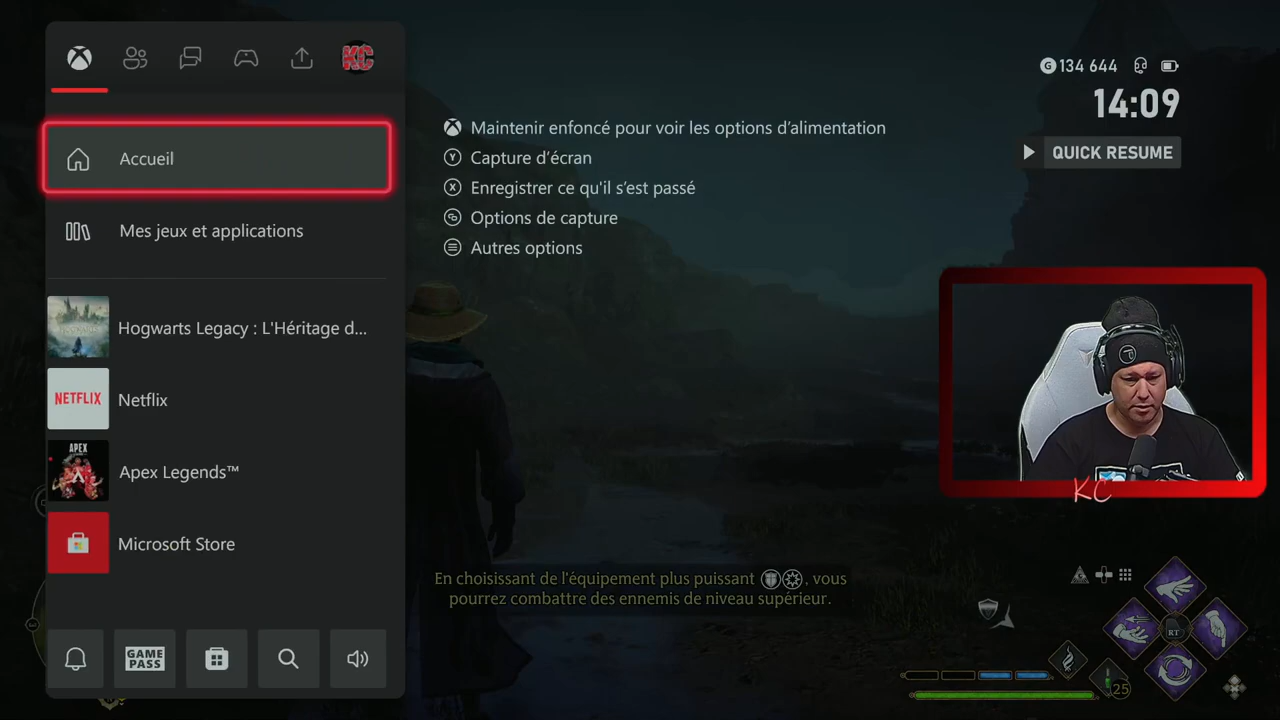 KC
Accueil
Mes jeux et applications
Hogwarts Legacy : L'Héritage d...
NETFLIX
Netflix
APEX
Apex Legends™
Microsoft Store
GAME
PASS
Maintenir enfoncé pour voir les options d'alimentation
Y Capture d'écran
X Enregistrer ce qu'il s'est passé
Options de capture
Autres options
G 134 644
14:09
QUICK RESUME
KC
En choisissant de l'équipement plus puissant , vous
pourrez combattre des ennemis de niveau supérieur.
RT
25